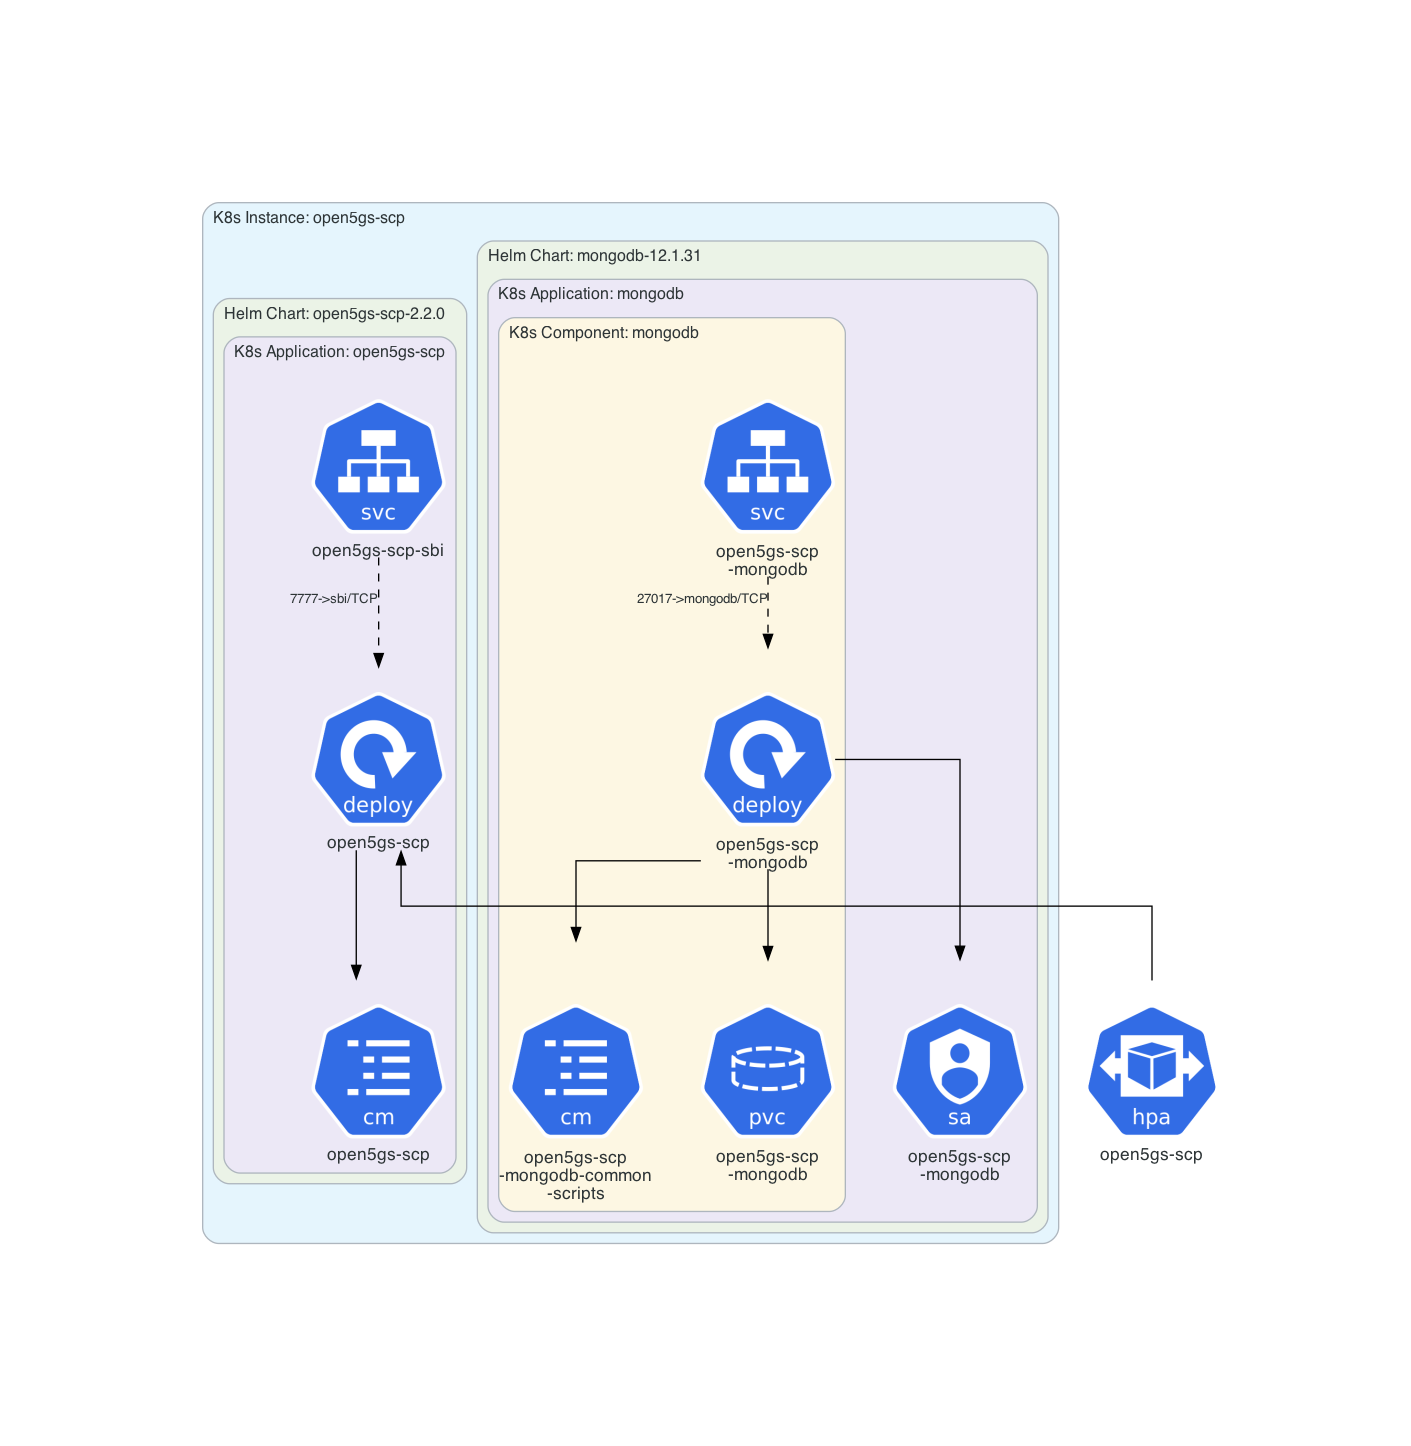 K8s Instance: open5gs-scp
Helm Chart: mongodb-12.1.31
K8s Application: mongodb
Helm Chart: open5gs-scp-2.2.0
K8s Component: mongodb
K8s Application: open5gs-scp
svc
open5gs-scp-sbi
svc
open5gs-scp
-mongodb
7777->sbi/TCP
27017->mongodb/TCP
deploy
open5gs-scp
deploy
open5gs-scp
-mongodb
cm
open5gs-scp
cm
open5gs-scp
-mongodb-common
-scripts
pvc
open5gs-scp
-mongodb
sa
open5gs-scp
-mongodb
hpa
open5gs-scp